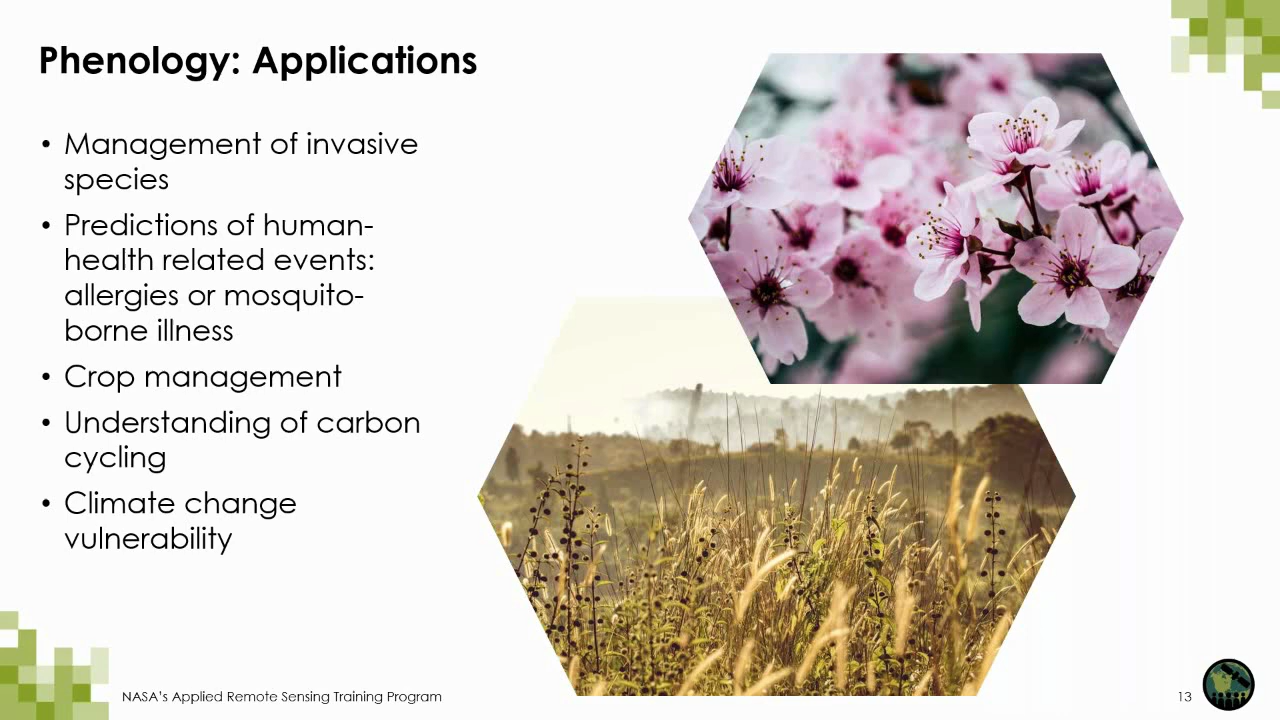 Phenology: Applications
• Management of invasive
species
• Predictions of human-
health related events:
allergies or mosquito-
borne illness
• Crop management
• Understanding of carbon
cycling
• Climate change
vulnerability
NASA's Applied Remote Sensing Training Program
13